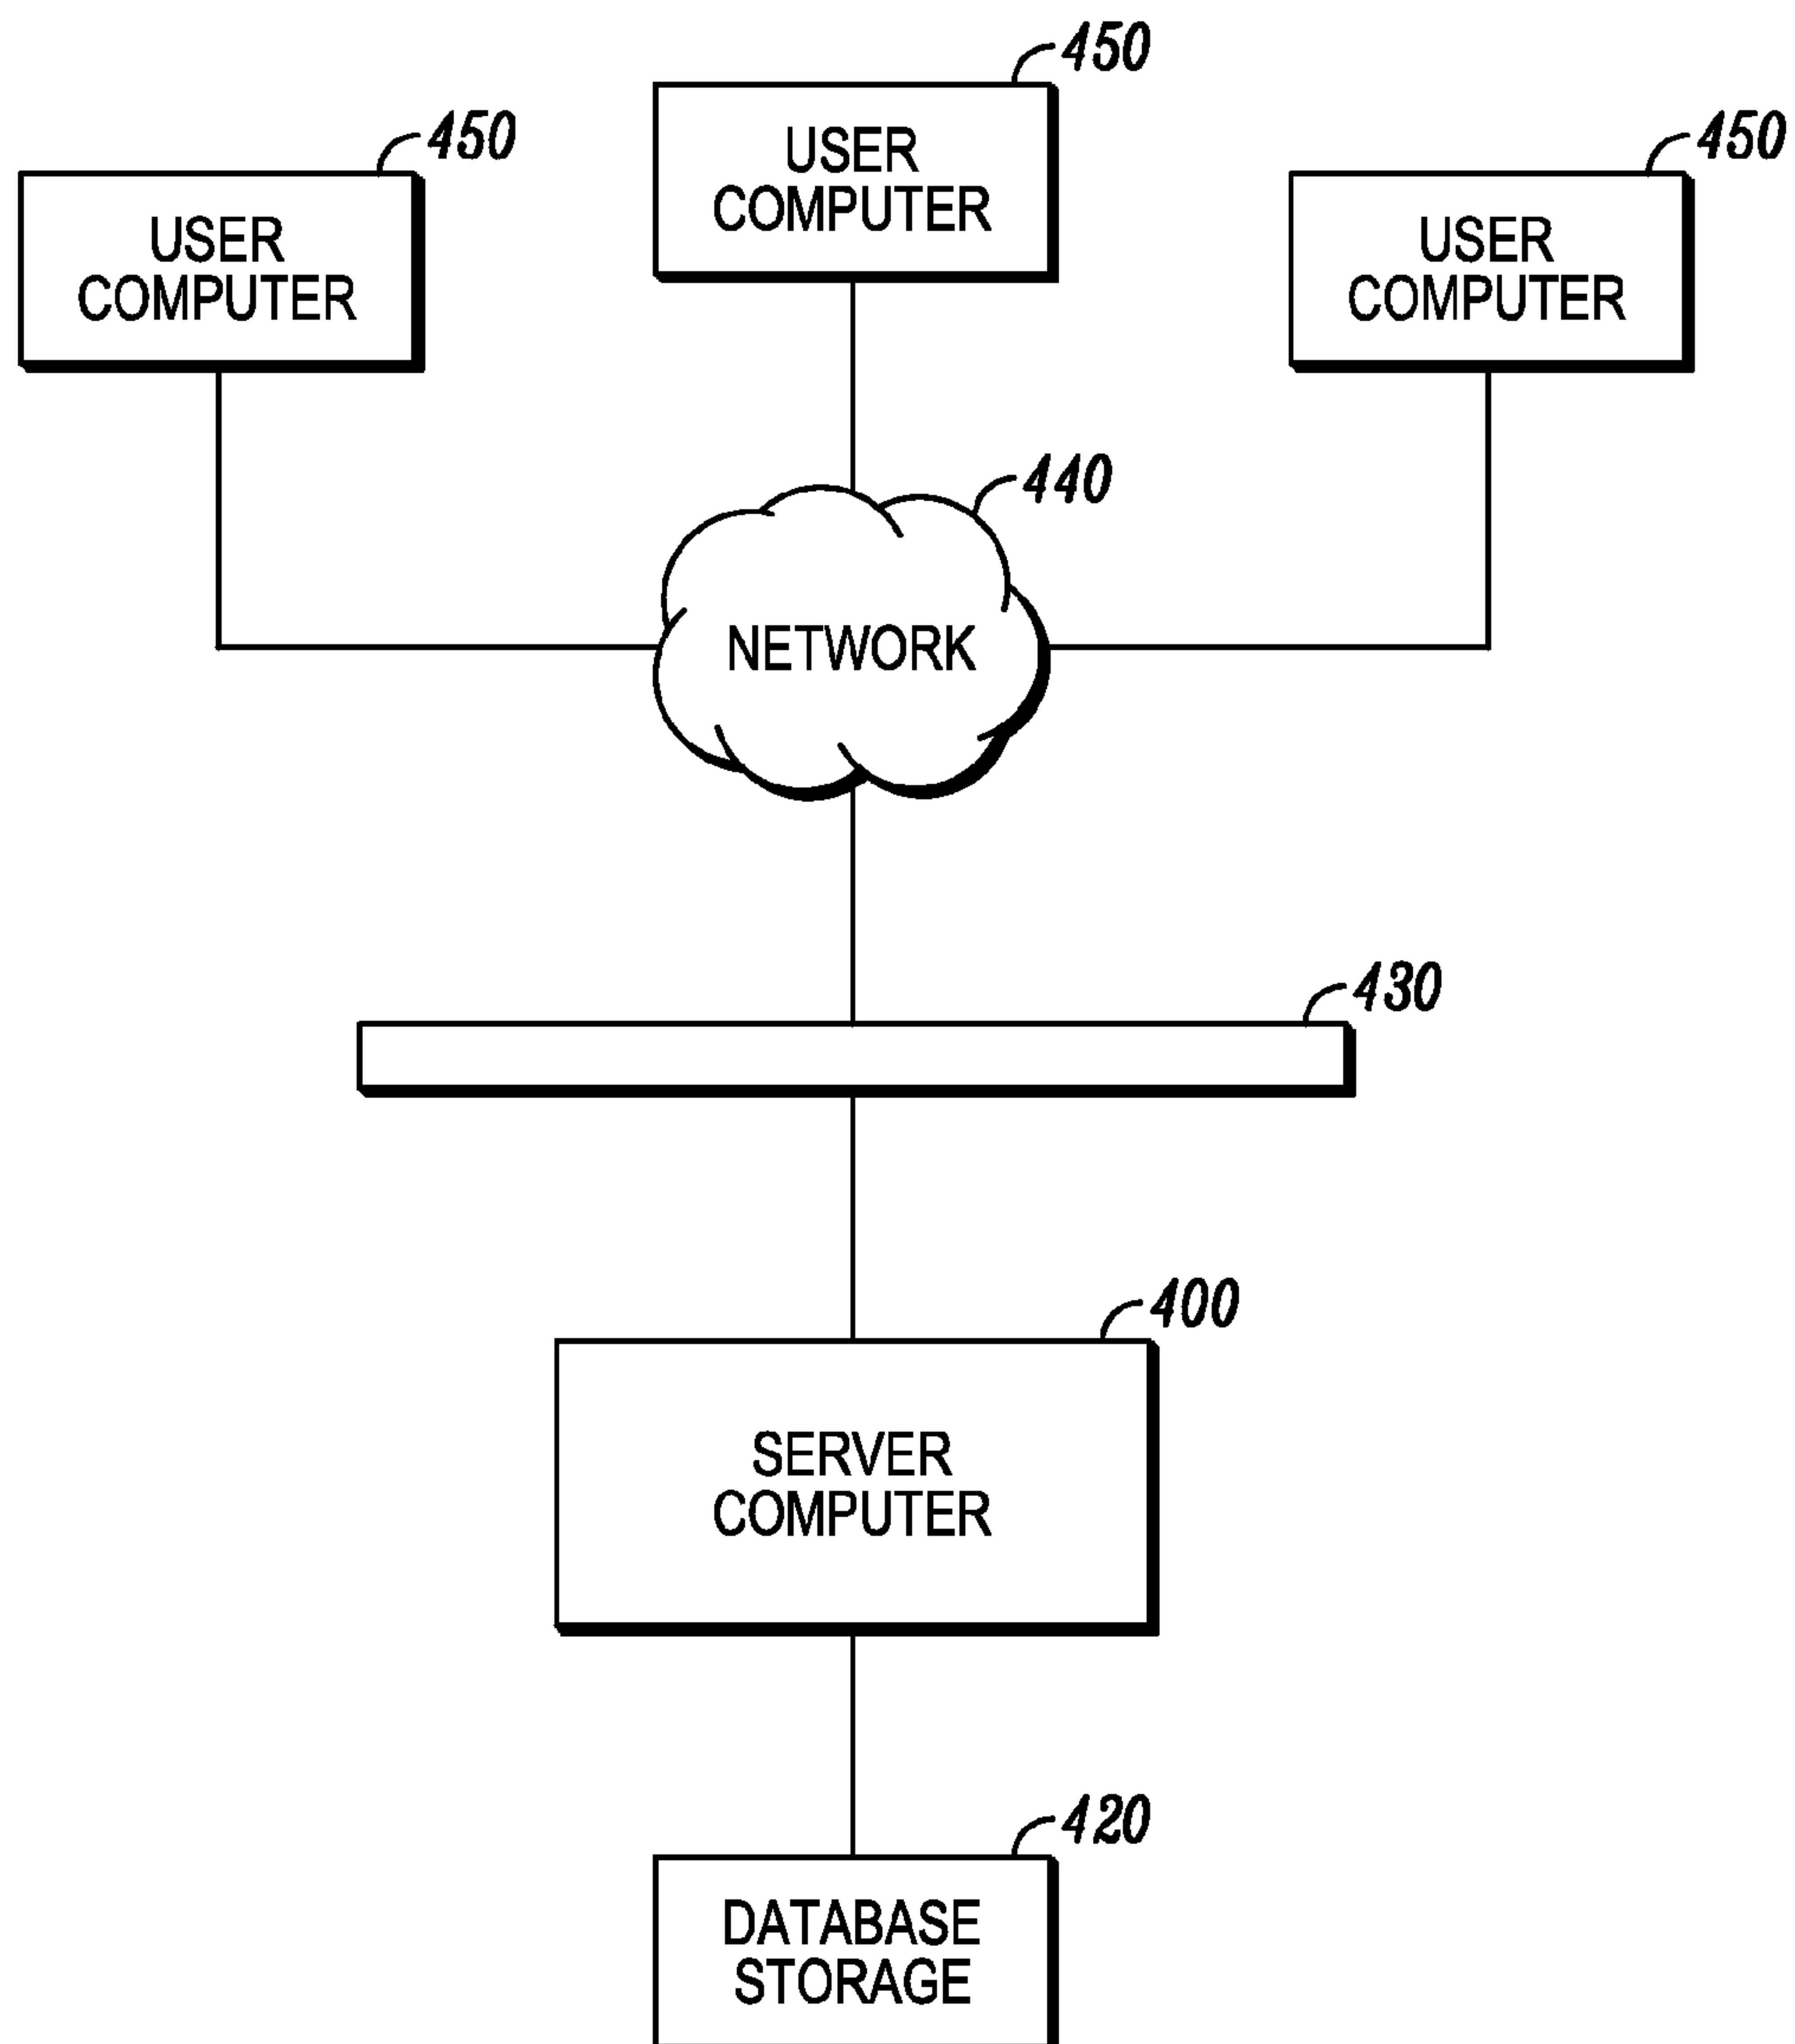 450
USER
COMPUTER
450
USER
COMPUTER
450
USER
COMPUTER
440
NETWORK
430
400
SERVER
COMPUTER
420
DATABASE
STORAGE